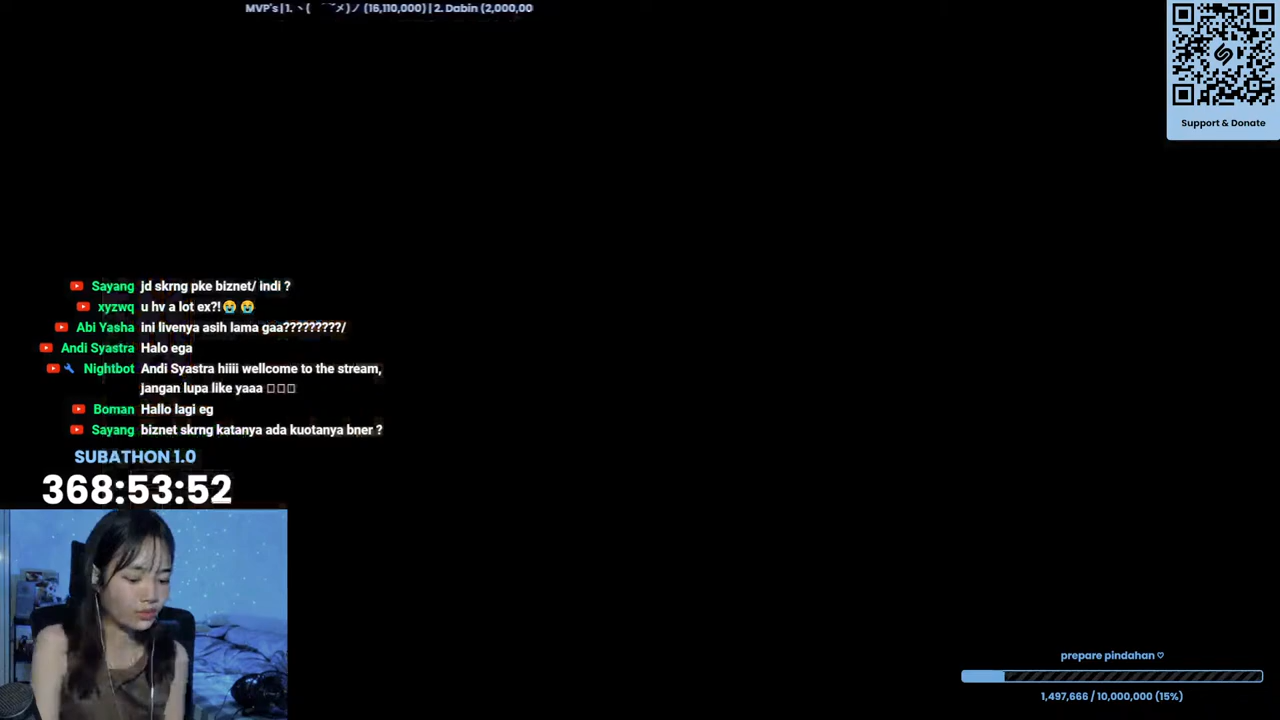 MVP's | 1. ヽ( ｀ ´メ)ノ (16,110,000) | 2. Dabin (2,000,00
Support & Donate
Sayang jd skrng pke biznet/ indi ?
xyzwq u hv a lot ex?!😭 😭
Abi Yasha ini livenya asih lama gaa?????????/
Andi Syastra Halo ega
Nightbot Andi Syastra hiiii wellcome to the stream,
jangan lupa like yaaa □□□
Boman Hallo lagi eg
Sayang biznet skrng katanya ada kuotanya bner ?
SUBATHON 1.0
368:53:52
prepare pindahan ♡
1,497,666 / 10,000,000 (15%)